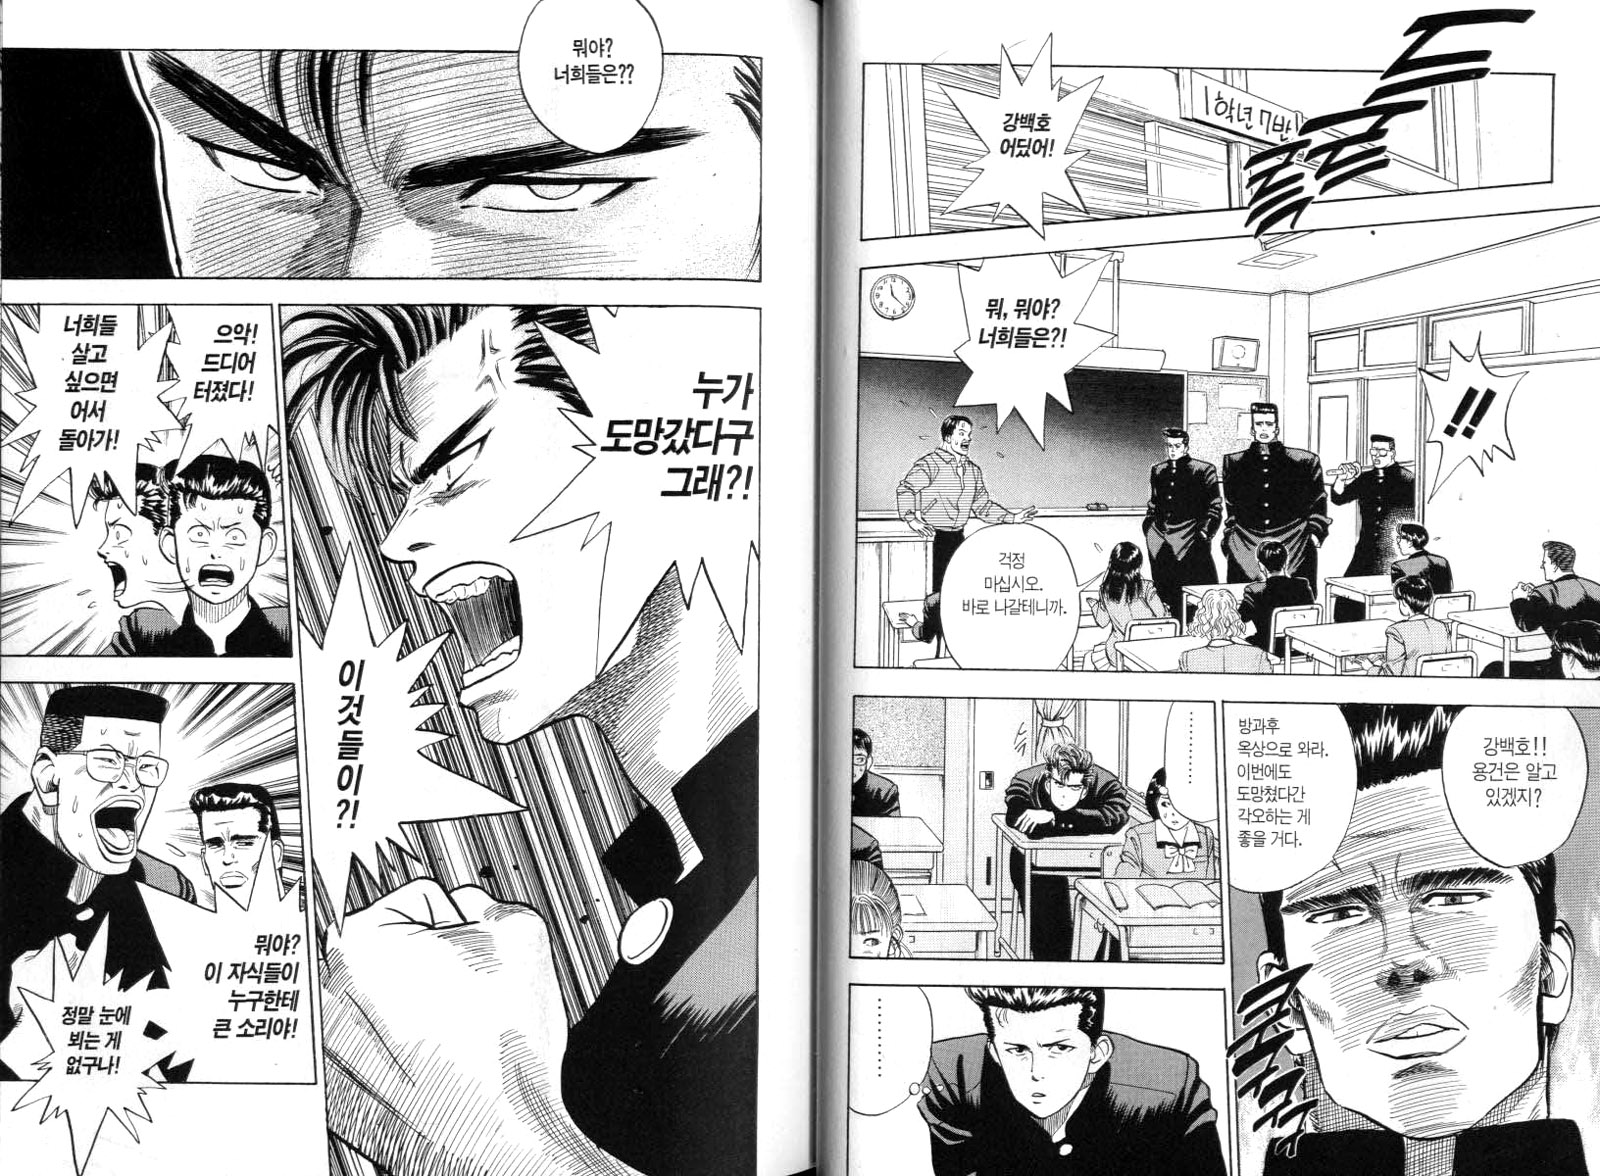 1학년 7반
강백호
어딨어!
뭐, 뭐야?
너희들은?!
!!
걱정
마십시오.
바로 나갈테니까.
강백호!!
용건은 알고
있겠지?
방과후
옥상으로 와라.
이번에도
도망쳤다간
각오하는 게
좋을 거다.
………
………
뭐야?
너희들은??
누가
도망갔다구
그래?!
이것들이?!
으악!
드디어
터졌다!
너희들
살고
싶으면
어서
돌아가!
뭐야?
이 자식들이
누구한테
큰 소리야!
정말 눈에
뵈는 게
없구나!